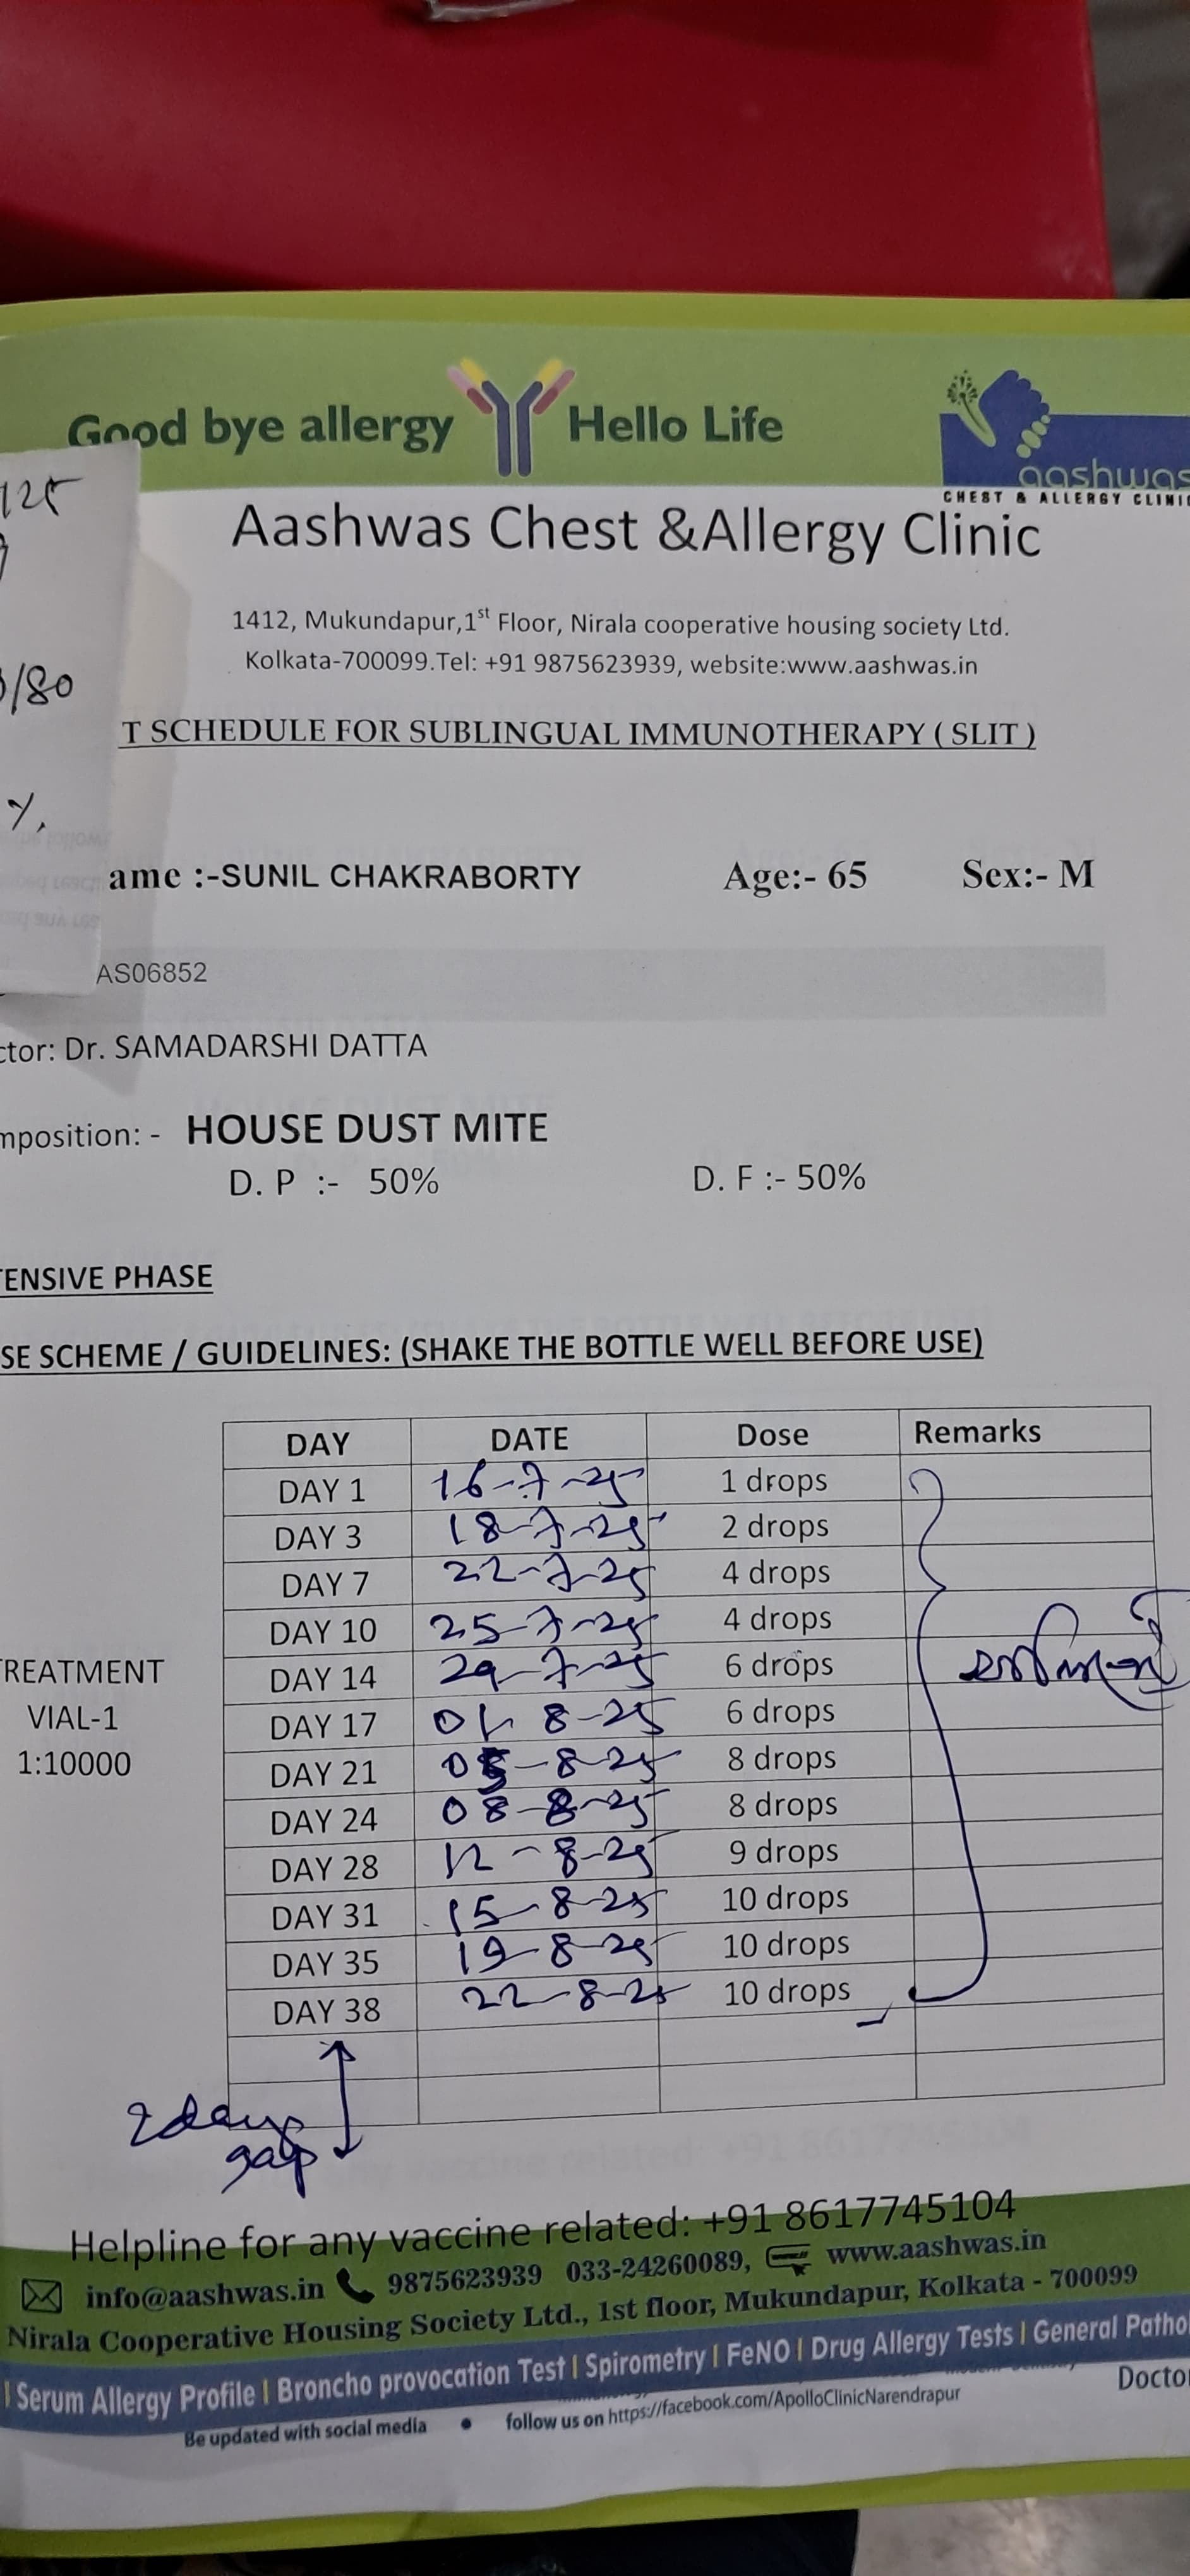 Good bye allergy Hello Life
aashwas
CHEST & ALLERGY CLINIC
Aashwas Chest &Allergy Clinic
1412, Mukundapur,1st Floor, Nirala cooperative housing society Ltd.
Kolkata-700099.Tel: +91 9875623939, website:www.aashwas.in
125
/80
%.
T SCHEDULE FOR SUBLINGUAL IMMUNOTHERAPY ( SLIT )
ame :-SUNIL CHAKRABORTY Age:- 65 Sex:- M
AS06852
ctor: Dr. SAMADARSHI DATTA
mposition: - HOUSE DUST MITE
D. P :- 50% D. F :- 50%
TENSIVE PHASE
SE SCHEME / GUIDELINES: (SHAKE THE BOTTLE WELL BEFORE USE)
DAY DATE Dose Remarks
DAY 1 16-7-25 1 drops
DAY 3 18-7-25 2 drops
DAY 7 22-7-25 4 drops
DAY 10 25-7-25 4 drops
DAY 14 29-7-25 6 drops
DAY 17 01-8-25 6 drops
DAY 21 05-8-25 8 drops
DAY 24 08-8-25 8 drops
DAY 28 12-8-25 9 drops
DAY 31 15-8-25 10 drops
DAY 35 19-8-25 10 drops
DAY 38 22-8-25 10 drops
REATMENT
VIAL-1
1:10000
2 days
gap
Helpline for any vaccine related: +91 8617745104
info@aashwas.in 9875623939 033-24260089, www.aashwas.in
Nirala Cooperative Housing Society Ltd., 1st floor, Mukundapur, Kolkata - 700099
| Serum Allergy Profile | Broncho provocation Test | Spirometry | FeNO | Drug Allergy Tests | General Patho
Docto
Be updated with social media • follow us on https://facebook.com/ApolloClinicNarendrapur